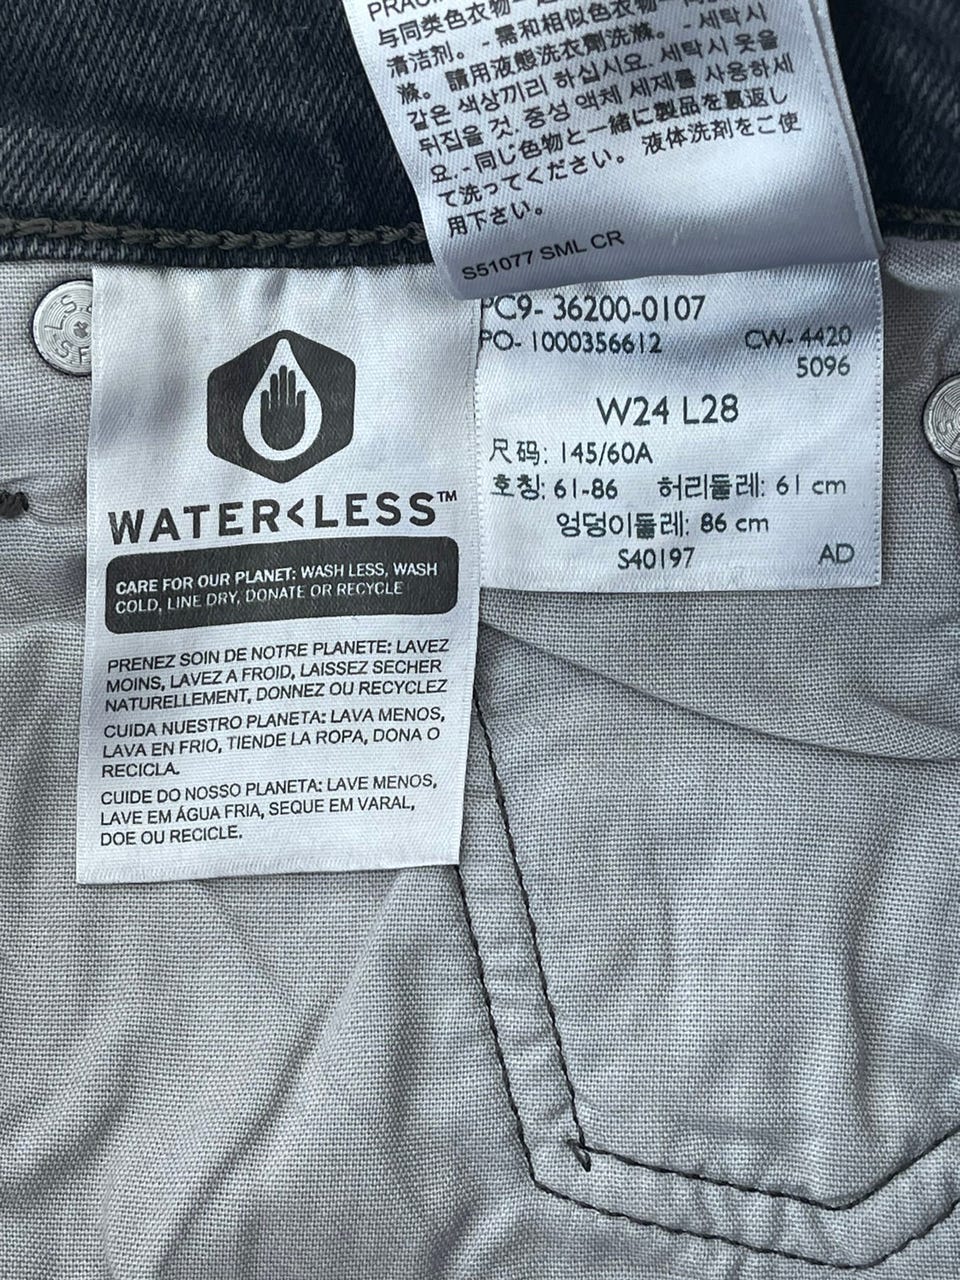 与同类色衣物一起
清洁剂。-需和相似色衣物一同
滌。請用液態洗衣劑洗滌。-세탁시
같은 색상끼리 하십시요. 세탁시 옷을
뒤집을 것. 중성 액체 세제를 사용하세
요.-同じ色物と一緒に製品を裏返し
て洗ってください。液体洗剤をご使
用下さい。
S51077 SML CR
PC9- 36200-0107
PO- 1000356612 CW- 4420
5096
W24 L28
尺码: 145/60A
호칭: 61-86 허리둘레: 61 cm
엉덩이둘레: 86 cm
S40197 AD
WATER<LESS™
CARE FOR OUR PLANET: WASH LESS, WASH
COLD, LINE DRY, DONATE OR RECYCLE
PRENEZ SOIN DE NOTRE PLANETE: LAVEZ
MOINS, LAVEZ A FROID, LAISSEZ SECHER
NATURELLEMENT, DONNEZ OU RECYCLEZ
CUIDA NUESTRO PLANETA: LAVA MENOS,
LAVA EN FRIO, TIENDE LA ROPA, DONA O
RECICLA.
CUIDE DO NOSSO PLANETA: LAVE MENOS,
LAVE EM ÁGUA FRIA, SEQUE EM VARAL,
DOE OU RECICLE.